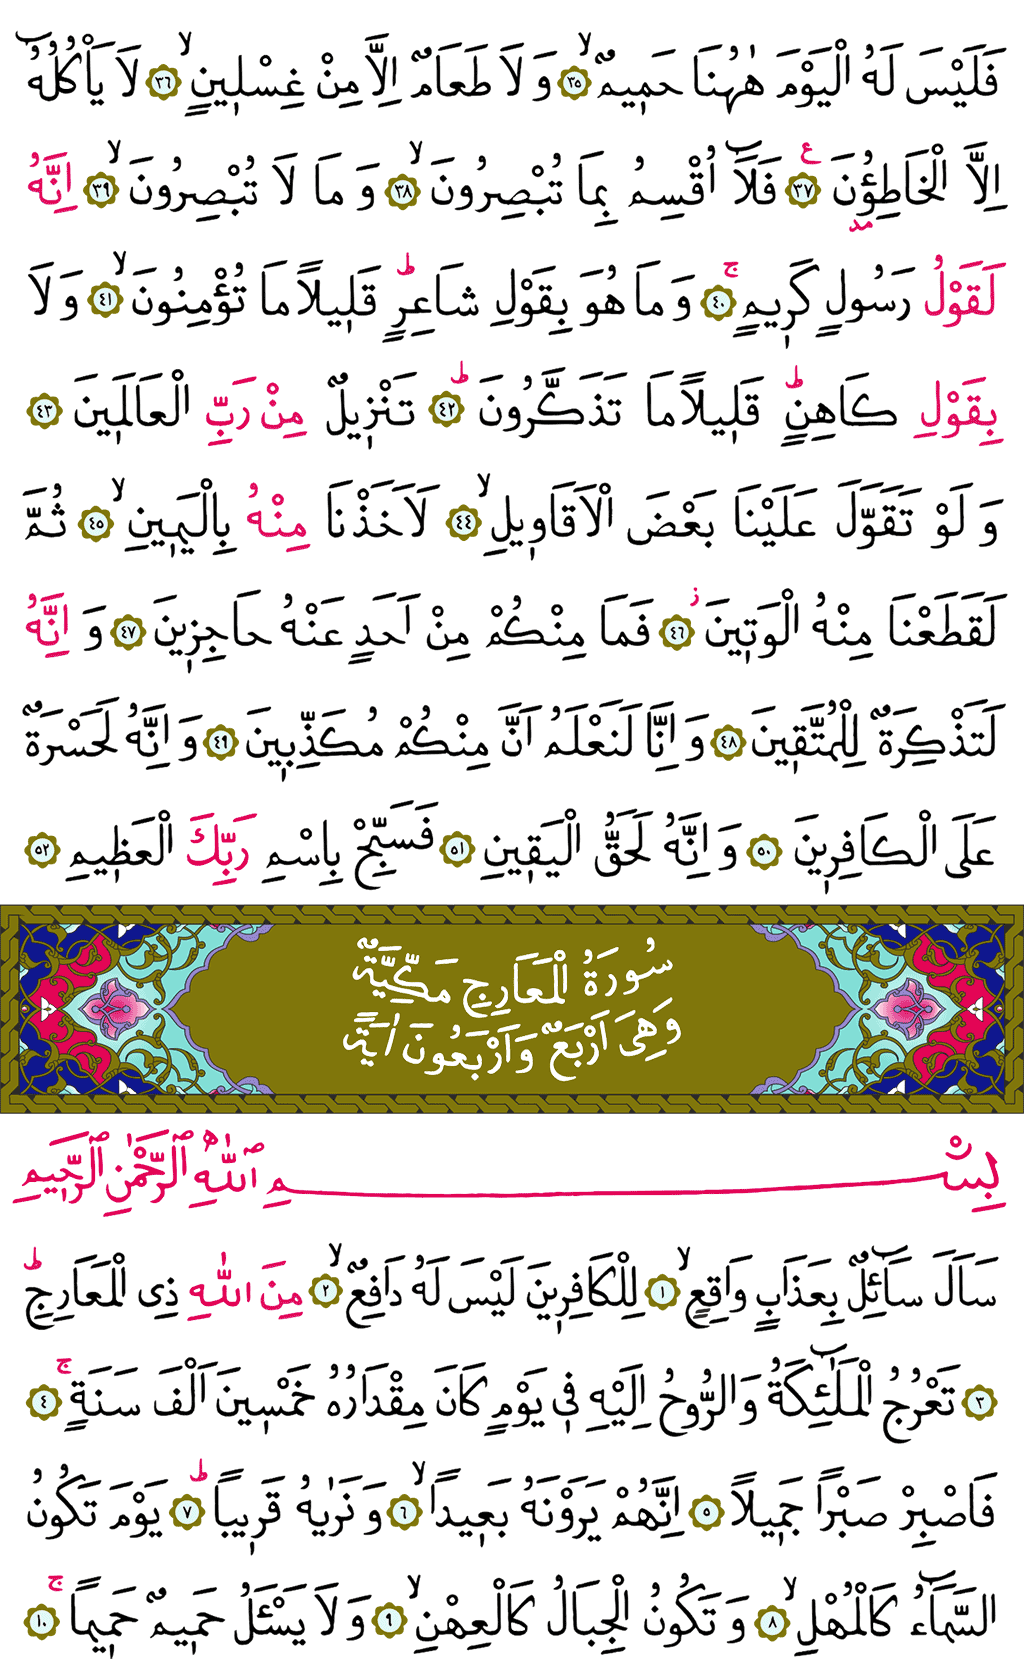 فَلَيْسَ لَهُ الْيَوْمَ هٰهُنَا حَمٖيمٌۙ ﴿٣٥﴾ وَلَا طَعَامٌ اِلَّا مِنْ غِسْلٖينٍۙ ﴿٣٦﴾ لَا يَأْكُلُهُٓ
اِلَّا الْخَاطِؤُ۫نَ ﴿٣٧﴾ ع فَلَٓا اُقْسِمُ بِمَا تُبْصِرُونَۙ ﴿٣٨﴾ وَمَا لَا تُبْصِرُونَۙ ﴿٣٩﴾ اِنَّهُ
لَقَوْلُ رَسُولٍ كَرٖيمٍۚ ﴿٤٠﴾ وَمَا هُوَ بِقَوْلِ شَاعِرٍؕ قَلٖيلًا مَا تُؤْمِنُونَۙ ﴿٤١﴾ وَلَا
بِقَوْلِ كَاهِنٍؕ قَلٖيلًا مَا تَذَكَّرُونَؕ ﴿٤٢﴾ تَنْزٖيلٌ مِنْ رَبِّ الْعَالَمٖينَ ﴿٤٣﴾
وَلَوْ تَقَوَّلَ عَلَيْنَا بَعْضَ الْاَقَاوٖيلِۙ ﴿٤٤﴾ لَاَخَذْنَا مِنْهُ بِالْيَمٖينِۙ ﴿٤٥﴾ ثُمَّ
لَقَطَعْنَا مِنْهُ الْوَتٖينَؗ ﴿٤٦﴾ فَمَا مِنْكُمْ مِنْ اَحَدٍ عَنْهُ حَاجِزٖينَ ﴿٤٧﴾ وَاِنَّهُ
لَتَذْكِرَةٌ لِلْمُتَّقٖينَ ﴿٤٨﴾ وَاِنَّا لَنَعْلَمُ اَنَّ مِنْكُمْ مُكَذِّبٖينَ ﴿٤٩﴾ وَاِنَّهُ لَحَسْرَةٌ
عَلَى الْكَافِرٖينَ ﴿٥٠﴾ وَاِنَّهُ لَحَقُّ الْيَقٖينِ ﴿٥١﴾ فَسَبِّحْ بِاسْمِ رَبِّكَ الْعَظٖيمِ ﴿٥٢﴾
سُورَةُ الْمَعَارِجِ مَكِّيَّةٌ
وَهِىَ اَرْبَعٌ وَاَرْبَعُونَ اٰيَةً
بِسْمِ اللّٰهِ الرَّحْمٰنِ الرَّحٖيمِ
سَاَلَ سَٓائِلٌ بِعَذَابٍ وَاقِعٍۙ ﴿١﴾ لِلْكَافِرٖينَ لَيْسَ لَهُ دَافِعٌۙ ﴿٢﴾ مِنَ اللّٰهِ ذِى الْمَعَارِجِؕ
﴿٣﴾ تَعْرُجُ الْمَلٰٓئِكَةُ وَالرُّوحُ اِلَيْهِ فٖى يَوْمٍ كَانَ مِقْدَارُهُ خَمْسٖينَ اَلْفَ سَنَةٍۚ ﴿٤﴾
فَاصْبِرْ صَبْرًا جَمٖيلًا ﴿٥﴾ اِنَّهُمْ يَرَوْنَهُ بَعٖيدًاۙ ﴿٦﴾ وَنَرٰيهُ قَرٖيبًاؕ ﴿٧﴾ يَوْمَ تَكُونُ
السَّمَٓاءُ كَالْمُهْلِۙ ﴿٨﴾ وَتَكُونُ الْجِبَالُ كَالْعِهْنِۙ ﴿٩﴾ وَلَا يَسْـَٔلُ حَمٖيمٌ حَمٖيمًاۚ ﴿١٠﴾